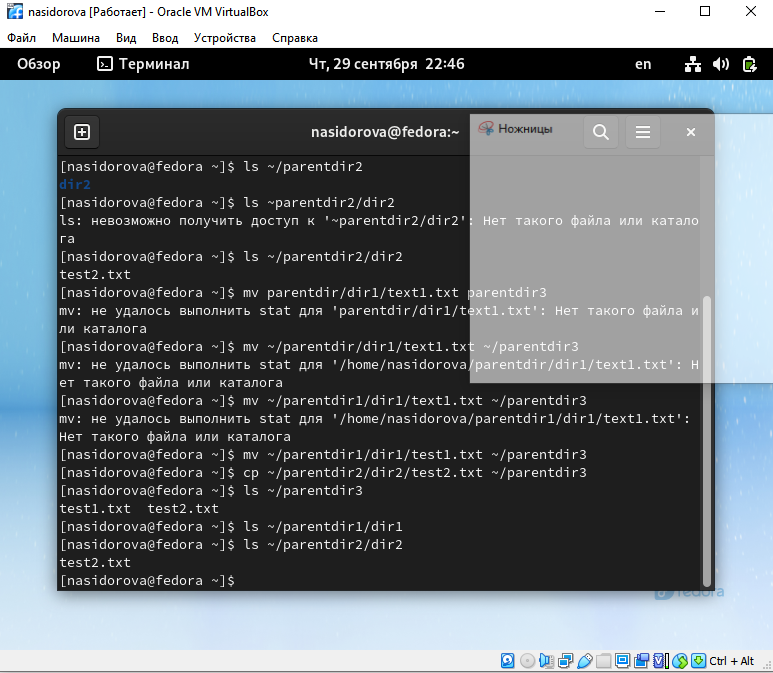 nasidorova [Работает] - Oracle VM VirtualBox
Файл Машина Вид Ввод Устройства Справка
Обзор Терминал Чт, 29 сентября 22:46 en
nasidorova@fedora:~ Ножницы
[nasidorova@fedora ~]$ ls ~/parentdir2
dir2
[nasidorova@fedora ~]$ ls ~parentdir2/dir2
ls: невозможно получить доступ к '~parentdir2/dir2': Нет такого файла или катало
га
[nasidorova@fedora ~]$ ls ~/parentdir2/dir2
test2.txt
[nasidorova@fedora ~]$ mv parentdir/dir1/text1.txt parentdir3
mv: не удалось выполнить stat для 'parentdir/dir1/text1.txt': Нет такого файла и
ли каталога
[nasidorova@fedora ~]$ mv ~/parentdir/dir1/text1.txt ~/parentdir3
mv: не удалось выполнить stat для '/home/nasidorova/parentdir/dir1/text1.txt': Н
ет такого файла или каталога
[nasidorova@fedora ~]$ mv ~/parentdir1/dir1/text1.txt ~/parentdir3
mv: не удалось выполнить stat для '/home/nasidorova/parentdir1/dir1/text1.txt':
Нет такого файла или каталога
[nasidorova@fedora ~]$ mv ~/parentdir1/dir1/test1.txt ~/parentdir3
[nasidorova@fedora ~]$ cp ~/parentdir2/dir2/test2.txt ~/parentdir3
[nasidorova@fedora ~]$ ls ~/parentdir3
test1.txt test2.txt
[nasidorova@fedora ~]$ ls ~/parentdir1/dir1
[nasidorova@fedora ~]$ ls ~/parentdir2/dir2
test2.txt
[nasidorova@fedora ~]$
fedora
Ctrl + Alt